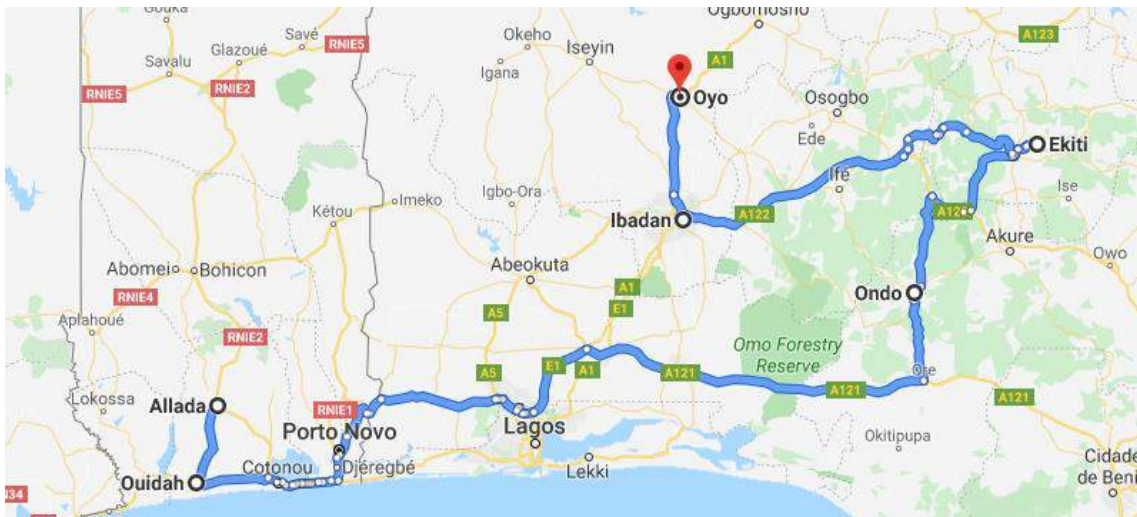 Gouka
Ogbomosho
A123
Savé
RNIE5
Okeho
Iseyin
A1
Glazoué
Savalu
Igana
RNIE5
RNIE2
Oyo
Osogbo
Ede
Ekiti
Ife
Igbo-Ora
Imeko
Ise
Kétou
Ibadan
A122
Akure
Abeokuta
Owo
Abomei
Bohicon
RNIE4
A1
E1
Ondo
A5
Aplahoué
RNIE2
Omo Forestry
Reserve
E1
A1
A5
A121
Ore
A121
A121
Lokossa
Allada
RNIE1
Porto Novo
Lagos
Okitipupa
Cotonou
Djéregbé
Lekki
Cidade
de Beni
Ouidah
N34